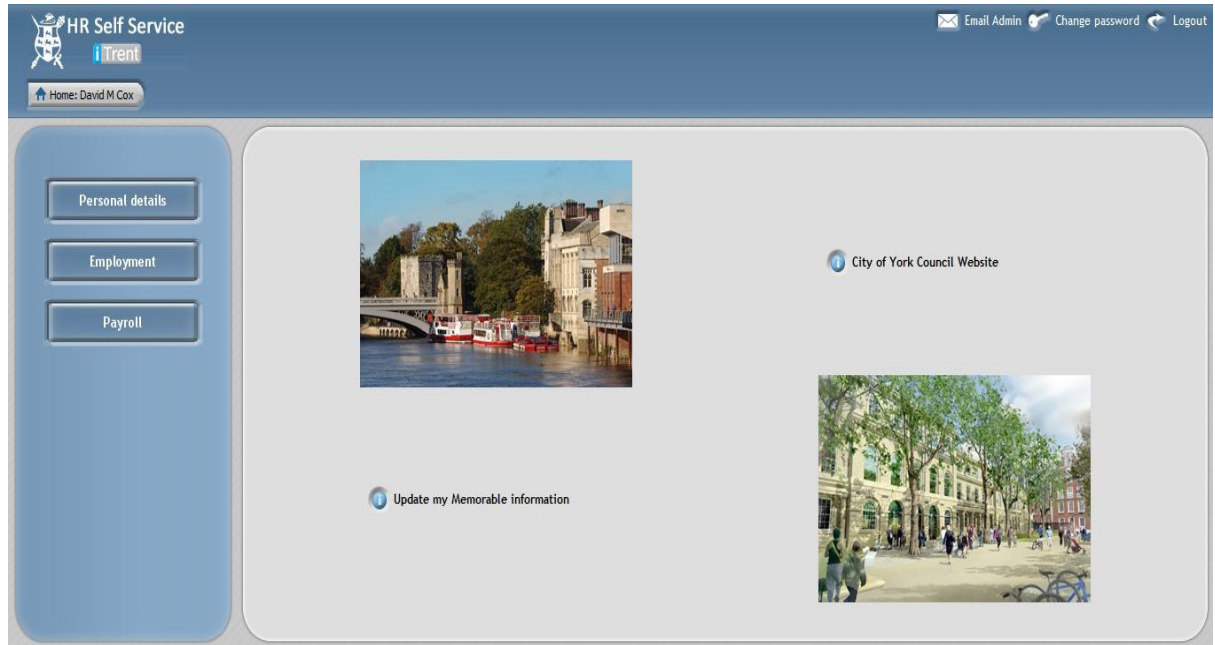 HR Self Service
iTrent
Email Admin Change password Logout
Home: David M Cox
Personal details
Employment
Payroll
City of York Council Website
Update my Memorable information